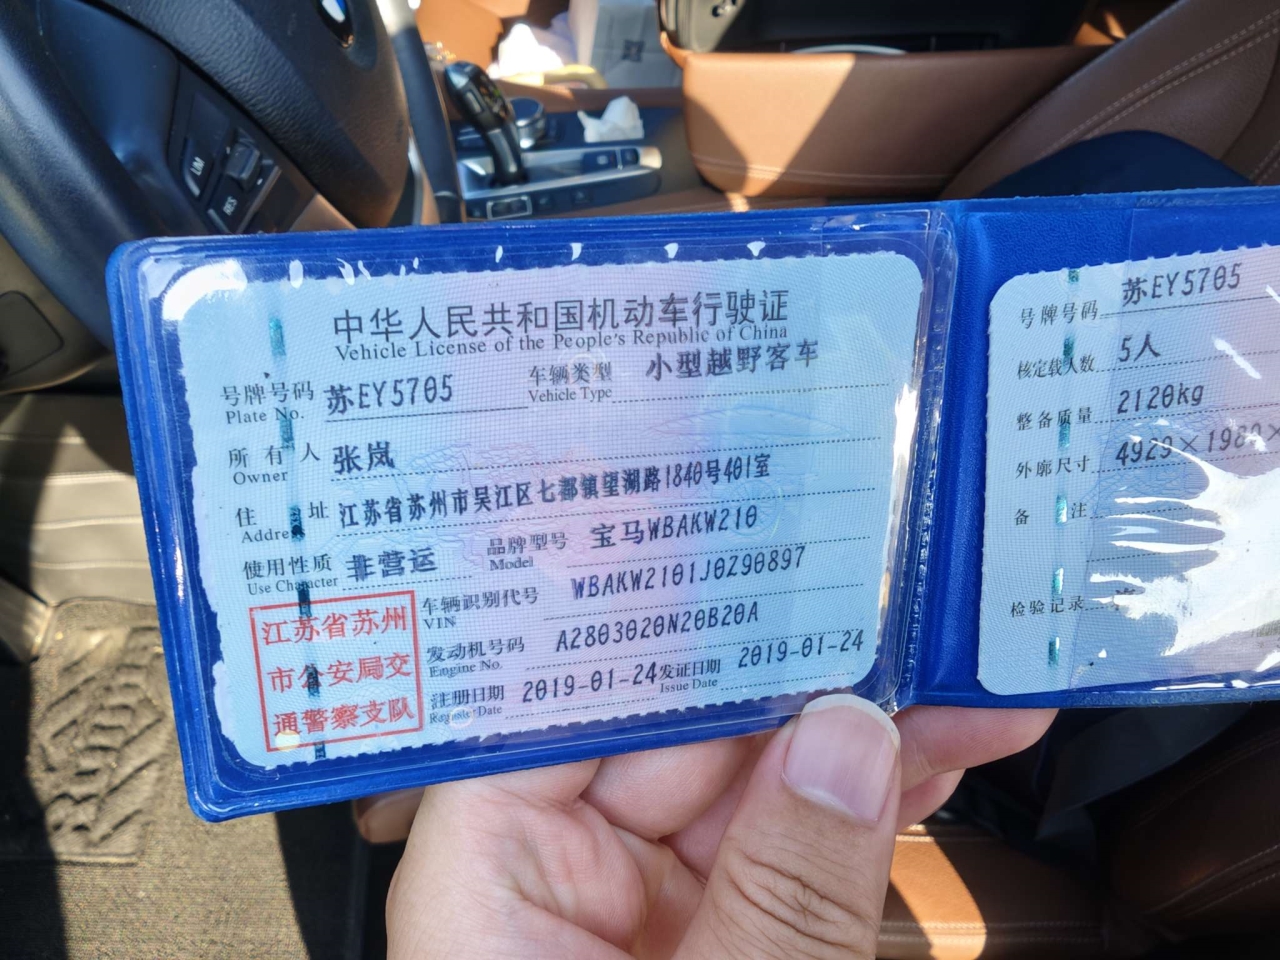 中华人民共和国机动车行驶证
Vehicle License of the People's Republic of China
号牌号码 苏EY5705 车辆类型 小型越野客车
Plate No. Vehicle Type
所有人 张岚
Owner
住址 江苏省苏州市吴江区七都镇望湖路1840号401室
Address
使用性质 非营运 品牌型号 宝马WBAKW210
Use Character Model
车辆识别代号 WBAKW2101J0Z90897
VIN
发动机号码 A2803020N20B20A
Engine No.
注册日期 2019-01-24 发证日期 2019-01-24
Register Date Issue Date
江苏省苏州
市公安局交
通警察支队
号牌号码 苏EY5705
核定载人数 5人
整备质量 2120kg
外廓尺寸 4929×1980×
备注
检验记录
LIM
RES